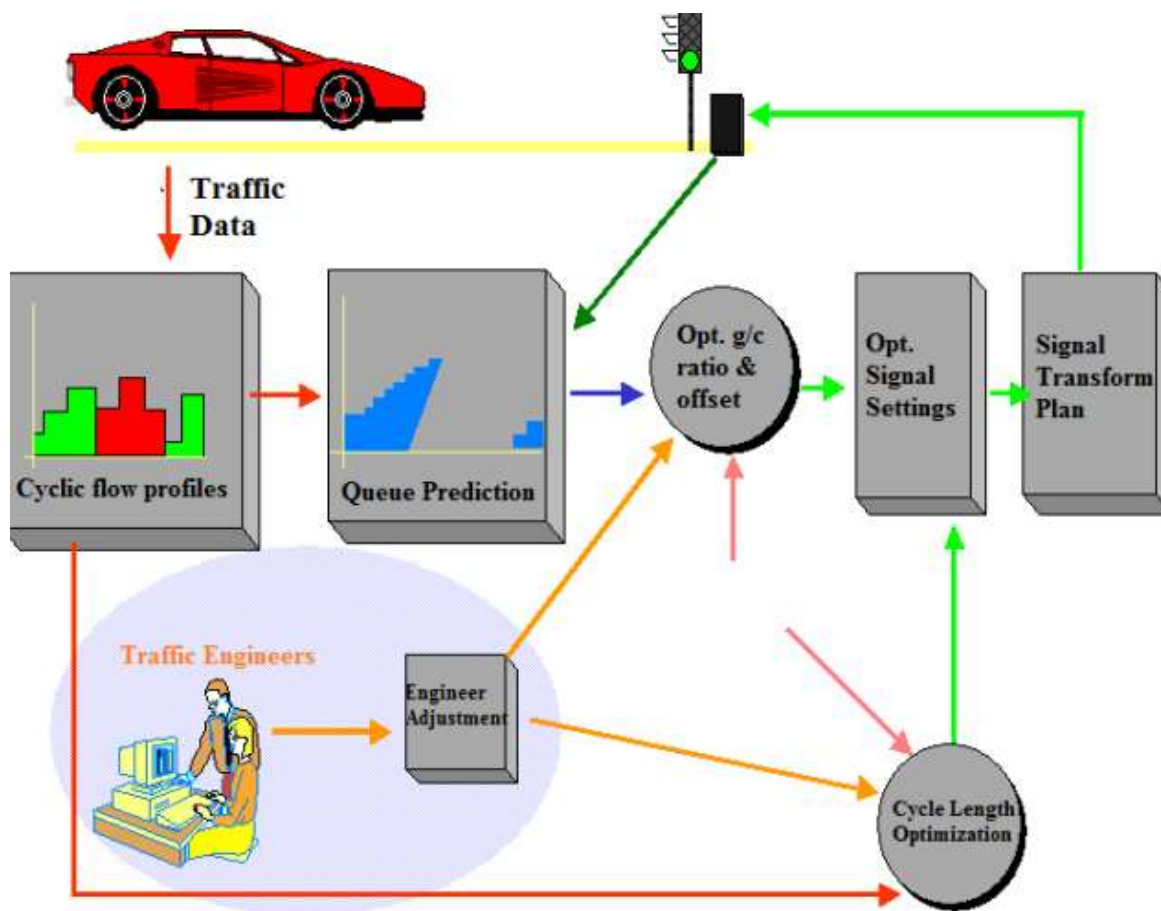 Traffic
Data
Cyclic flow profiles
Queue Prediction
Opt. g/c
ratio &
offset
Opt.
Signal
Settings
Signal
Transform
Plan
Traffic Engineers
Engineer
Adjustment
Cycle Length
Optimization